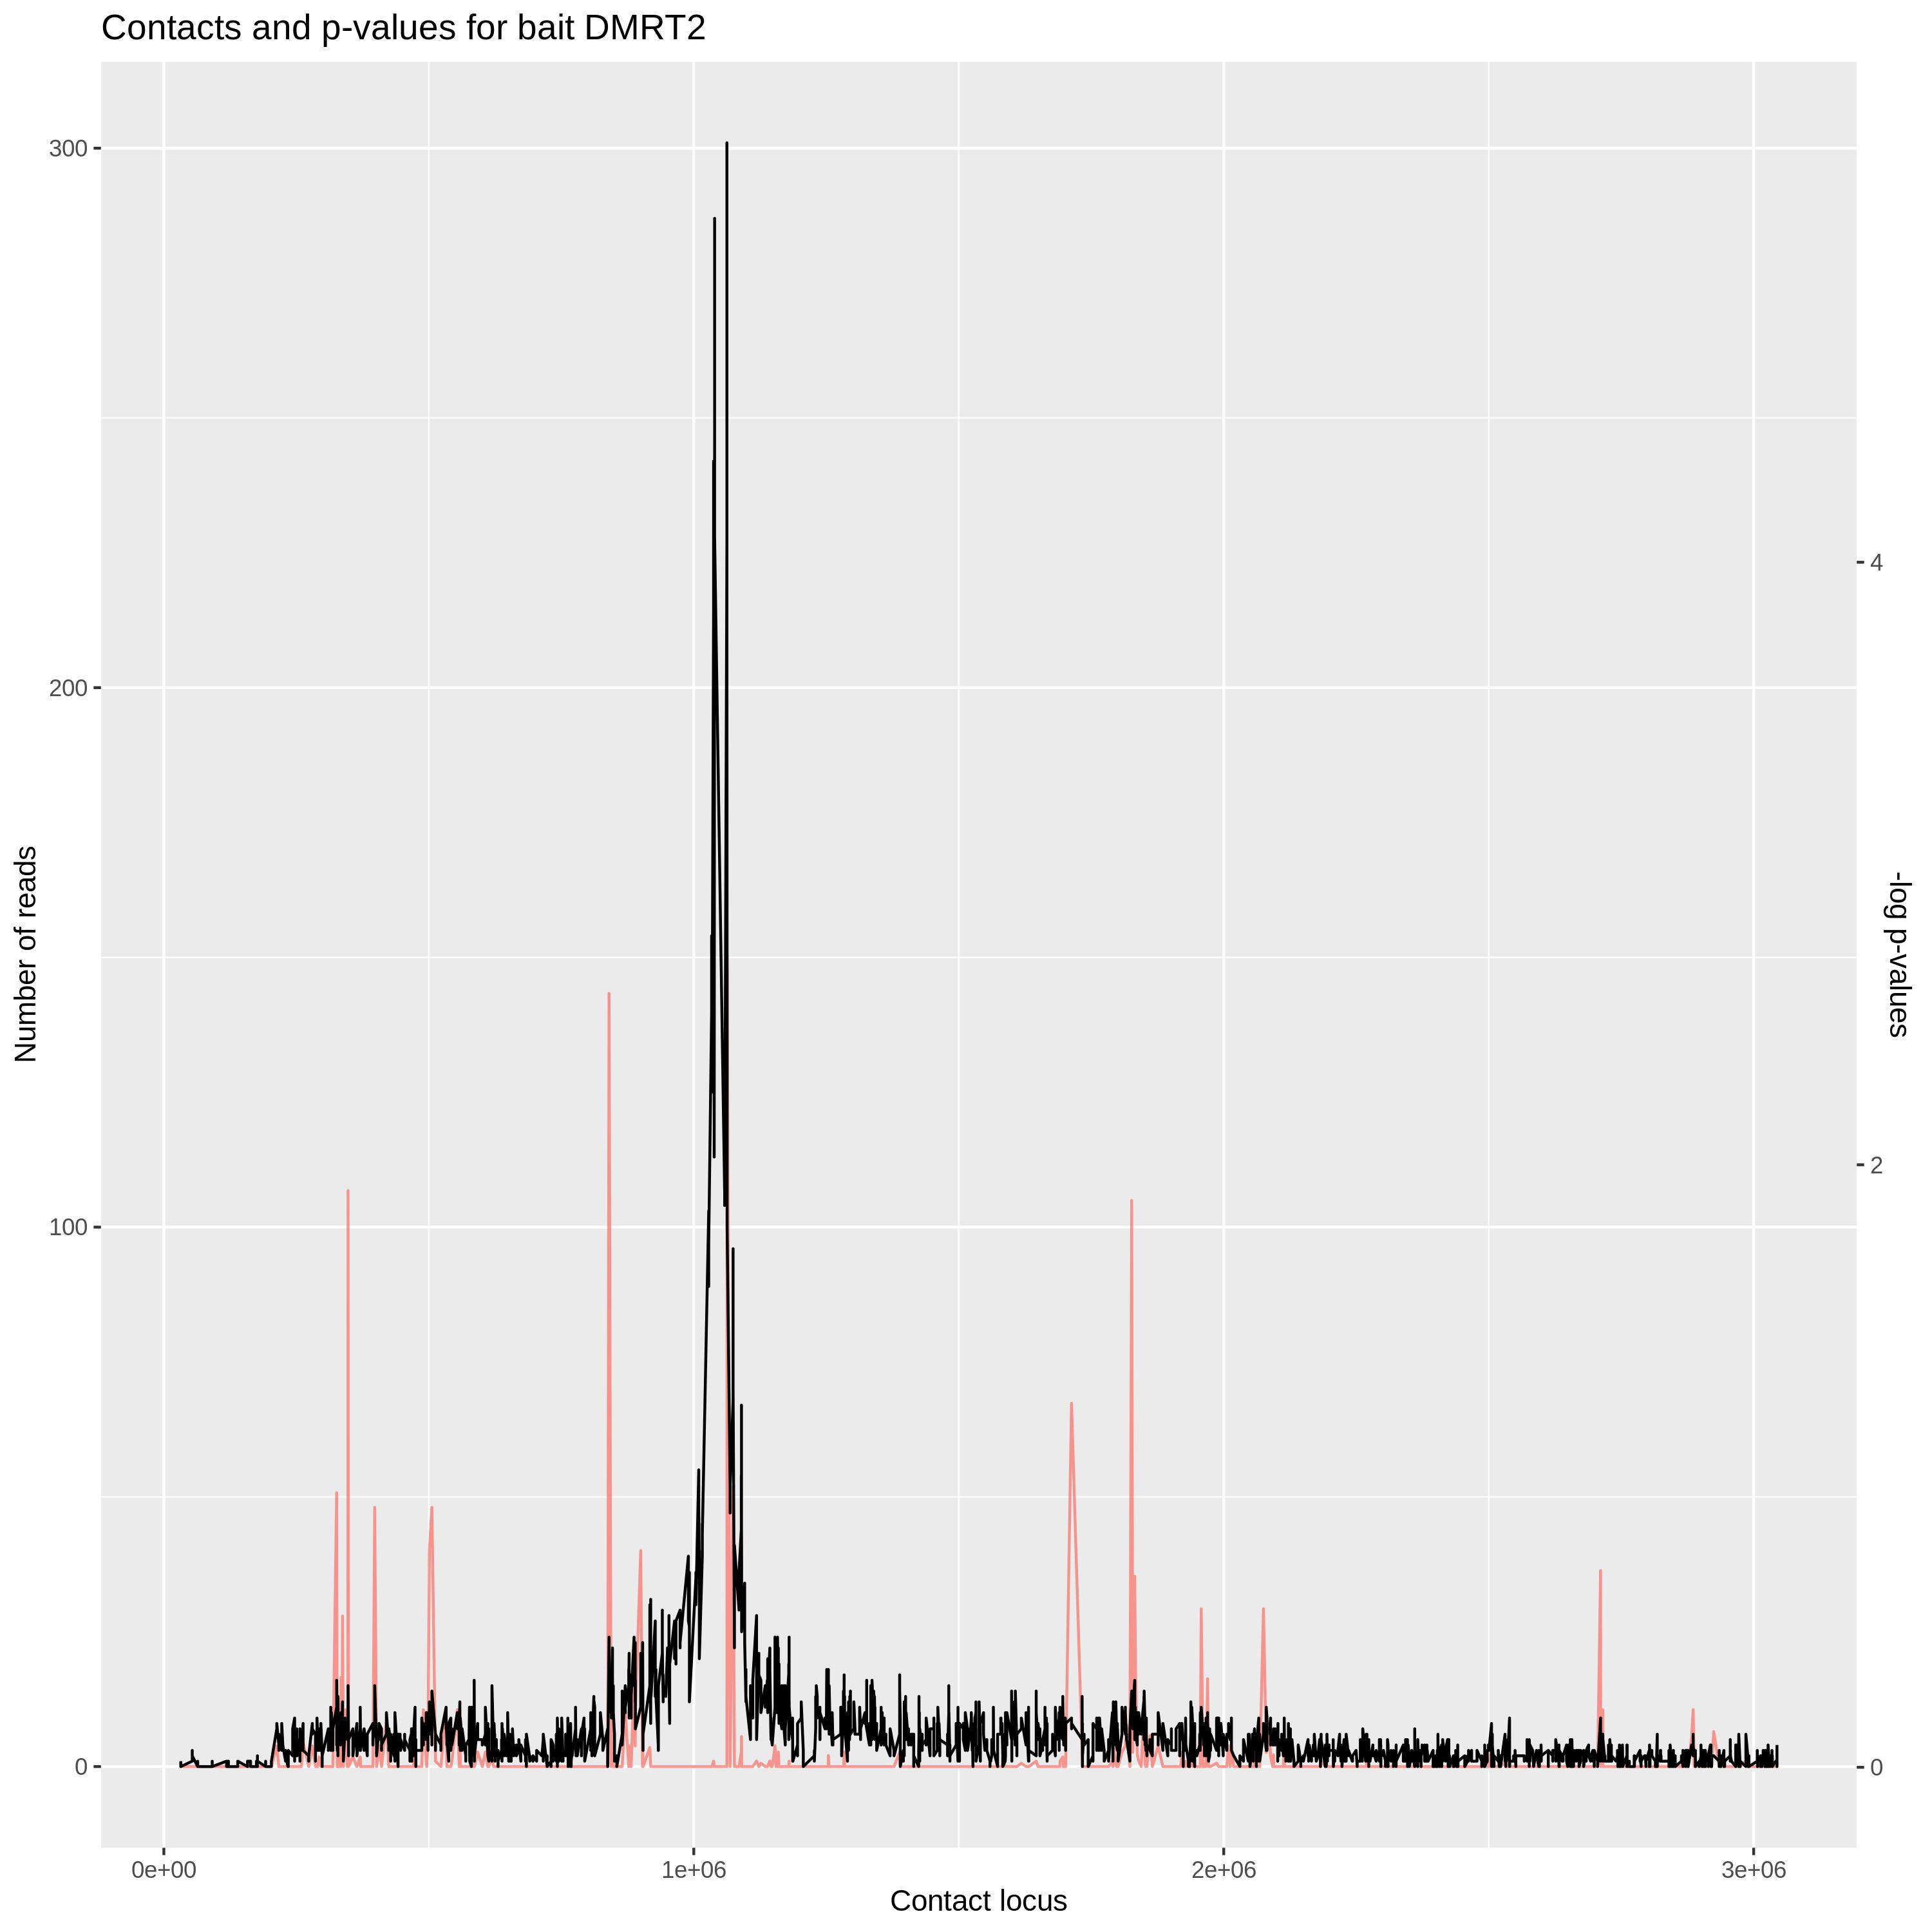 Contacts and p-values for bait DMRT2
300
200
100
0
Number of reads
4
2
0
-log p-values
0e+00
1e+06
2e+06
3e+06
Contact locus